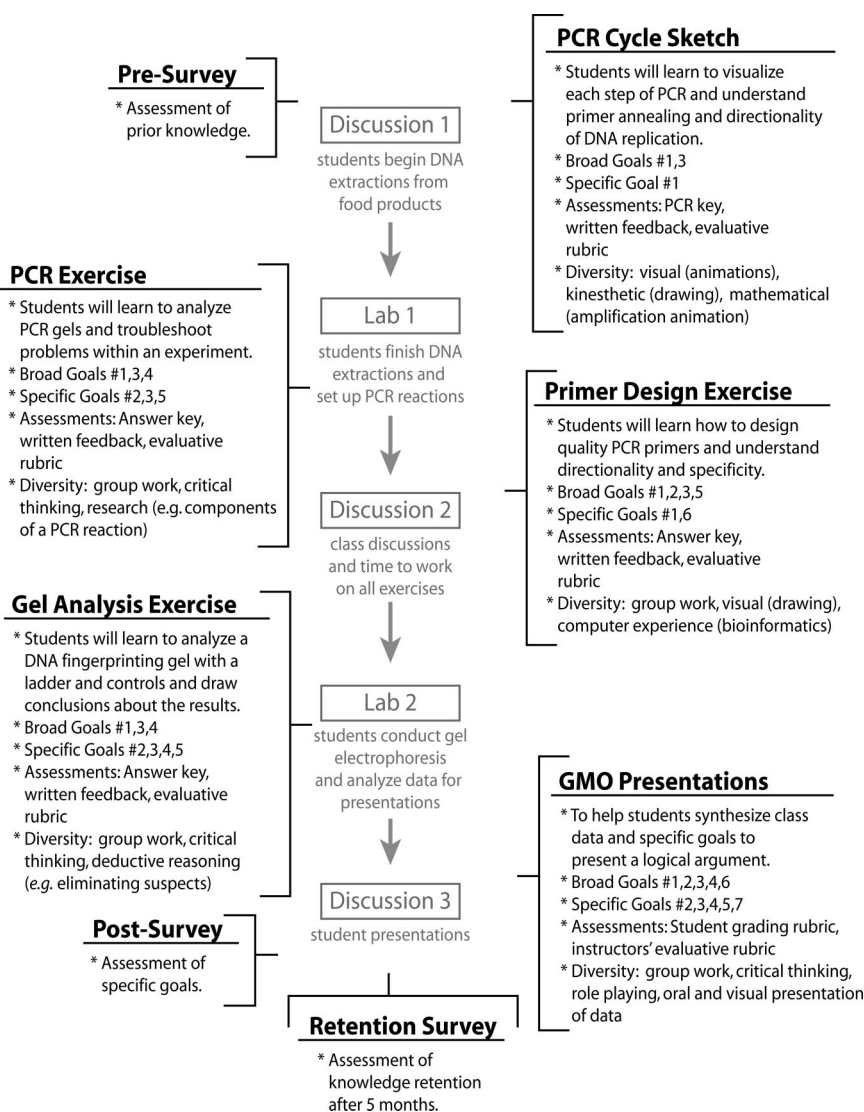 Pre-Survey
* Assessment of
prior knowledge.
PCR Cycle Sketch
* Students will learn to visualize
each step of PCR and understand
primer annealing and directionality
of DNA replication.
* Broad Goals #1,3
* Specific Goal #1
* Assessments: PCR key,
written feedback, evaluative
rubric
* Diversity: visual (animations),
kinesthetic (drawing), mathematical
(amplification animation)
Discussion 1
students begin DNA
extractions from
food products
PCR Exercise
* Students will learn to analyze
PCR gels and troubleshoot
problems within an experiment.
* Broad Goals #1,3,4
* Specific Goals #2,3,5
* Assessments: Answer key,
written feedback, evaluative
rubric
* Diversity: group work, critical
thinking, research (e.g. components
of a PCR reaction)
Lab 1
students finish DNA
extractions and
set up PCR reactions
Primer Design Exercise
* Students will learn how to design
quality PCR primers and understand
directionality and specificity.
* Broad Goals #1,2,3,5
* Specific Goals #1,6
* Assessments: Answer key,
written feedback, evaluative
rubric
* Diversity: group work, visual (drawing),
computer experience (bioinformatics)
Discussion 2
class discussions
and time to work
on all exercises
Gel Analysis Exercise
* Students will learn to analyze a
DNA fingerprinting gel with a
ladder and controls and draw
conclusions about the results.
* Broad Goals #1,3,4
* Specific Goals #2,3,4,5
* Assessments: Answer key,
written feedback, evaluative
rubric
* Diversity: group work, critical
thinking, deductive reasoning
(e.g. eliminating suspects)
Lab 2
students conduct gel
electrophoresis
and analyze data for
presentations
GMO Presentations
* To help students synthesize class
data and specific goals to
present a logical argument.
* Broad Goals #1,2,3,4,6
* Specific Goals #2,3,4,5,7
* Assessments: Student grading rubric,
instructors' evaluative rubric
* Diversity: group work, critical thinking,
role playing, oral and visual presentation
of data
Discussion 3
student presentations
Post-Survey
* Assessment of
specific goals.
Retention Survey
* Assessment of
knowledge retention
after 5 months.